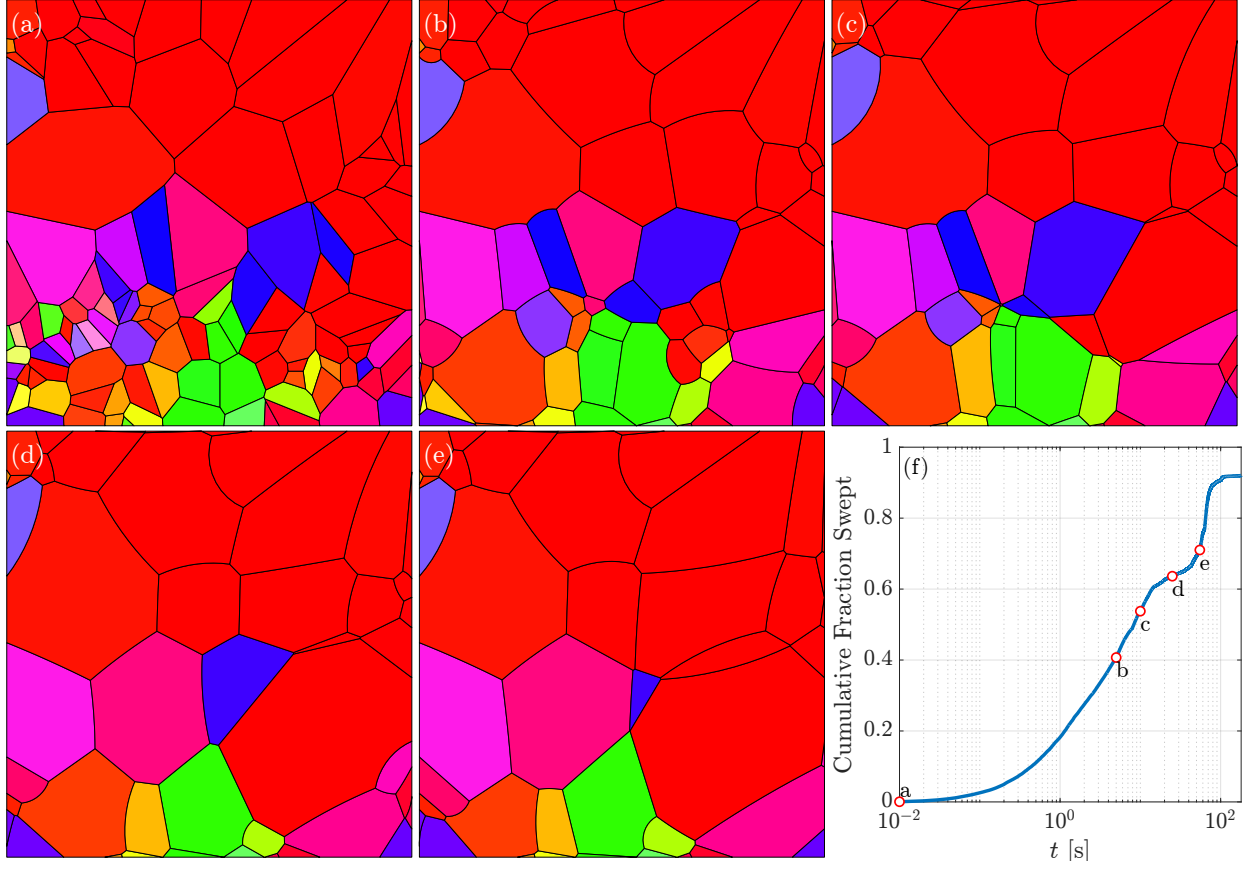 (a)
(b)
(c)
(d)
(e)
(f)
Cumulative Fraction Swept
1
0.8
0.6
0.4
0.2
0
a
b
c
d
e
10⁻²
10⁰
10²
t [s]